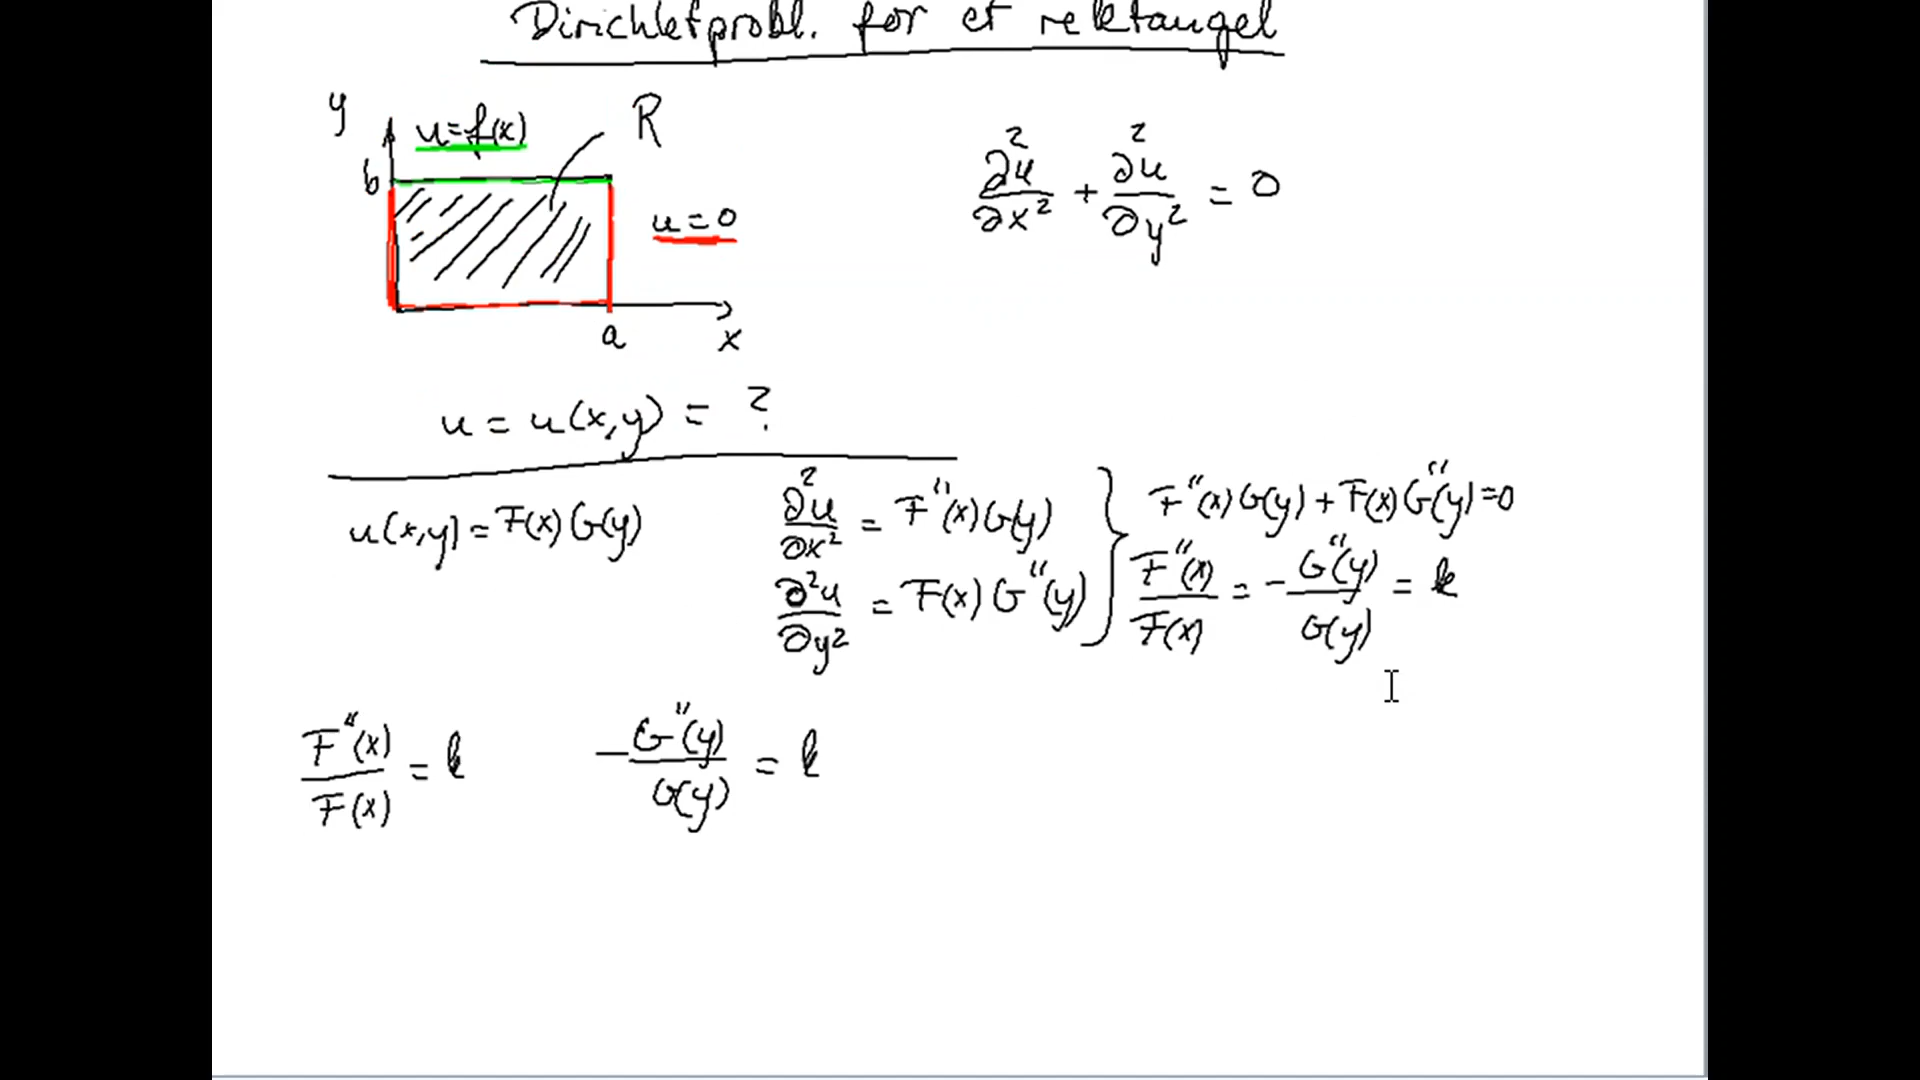 Dirichletprobl. for et rektangel
y
u=f(x)
R
b
u=0
∂²u/∂x² + ∂²u/∂y² = 0
a
x
u = u(x,y) = ?
u(x,y) = F(x)G(y)
∂²u/∂x² = F''(x)G(y)
∂²u/∂y² = F(x)G''(y)
F''(x)G(y) + F(x)G''(y) = 0
F''(x)/F(x) = - G''(y)/G(y) = k
F''(x)/F(x) = k
- G''(y)/G(y) = k